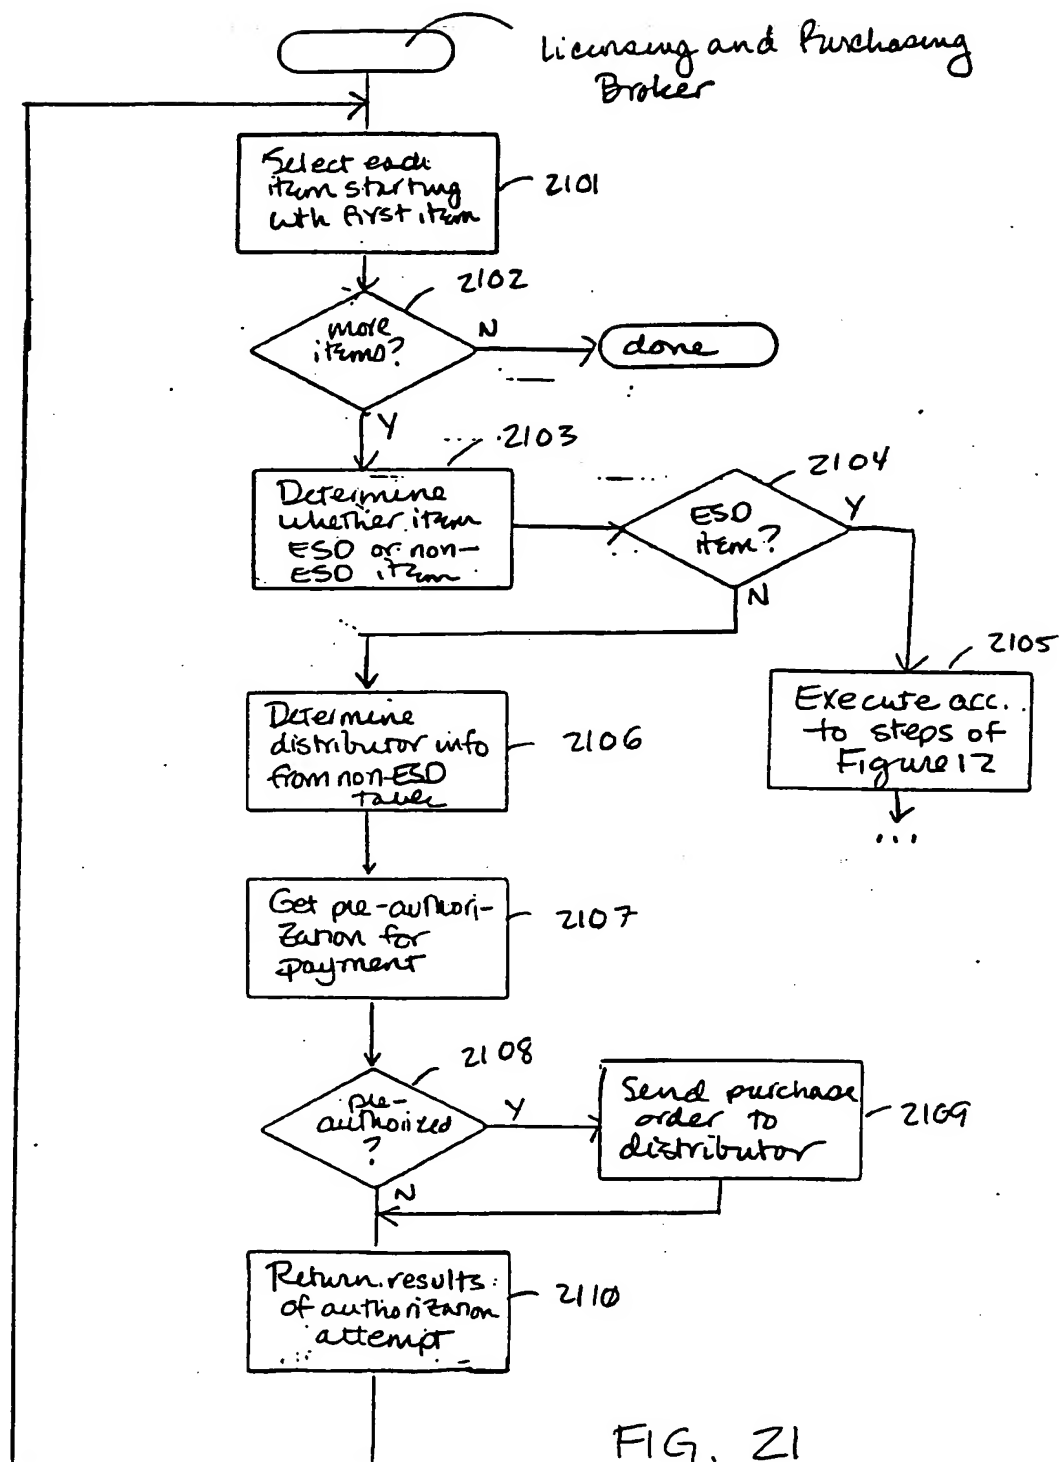 Licensing and Purchasing
Broker
Select each
item starting
with first item
2101
2102
more
items?
N
done
Y
2103
Determine
whether item
ESD or non-
ESD item
2104
ESD
item?
Y
N
2105
Execute acc.
to steps of
Figure 12
...
Determine
distributor info
from non-ESD
table
2106
Get pre-authori-
zation for
payment
2107
2108
pre-
authorized
?
Y
N
Send purchase
order to
distributor
2109
Return results
of authorization
attempt
2110
FIG. 21